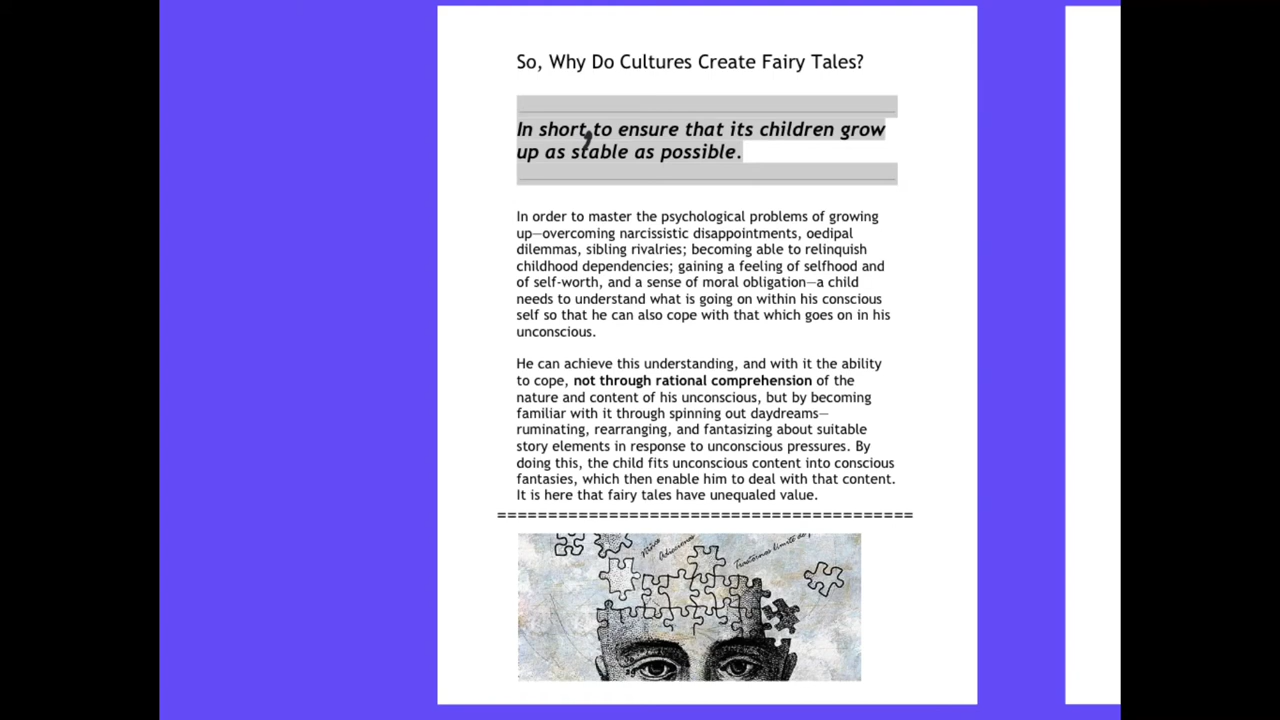 So, Why Do Cultures Create Fairy Tales?
In short, to ensure that its children grow
up as stable as possible.
In order to master the psychological problems of growing
up—overcoming narcissistic disappointments, oedipal
dilemmas, sibling rivalries; becoming able to relinquish
childhood dependencies; gaining a feeling of selfhood and
of self-worth, and a sense of moral obligation—a child
needs to understand what is going on within his conscious
self so that he can also cope with that which goes on in his
unconscious.
He can achieve this understanding, and with it the ability
to cope, not through rational comprehension of the
nature and content of his unconscious, but by becoming
familiar with it through spinning out daydreams—
ruminating, rearranging, and fantasizing about suitable
story elements in response to unconscious pressures. By
doing this, the child fits unconscious content into conscious
fantasies, which then enable him to deal with that content.
It is here that fairy tales have unequaled value.
=========================================